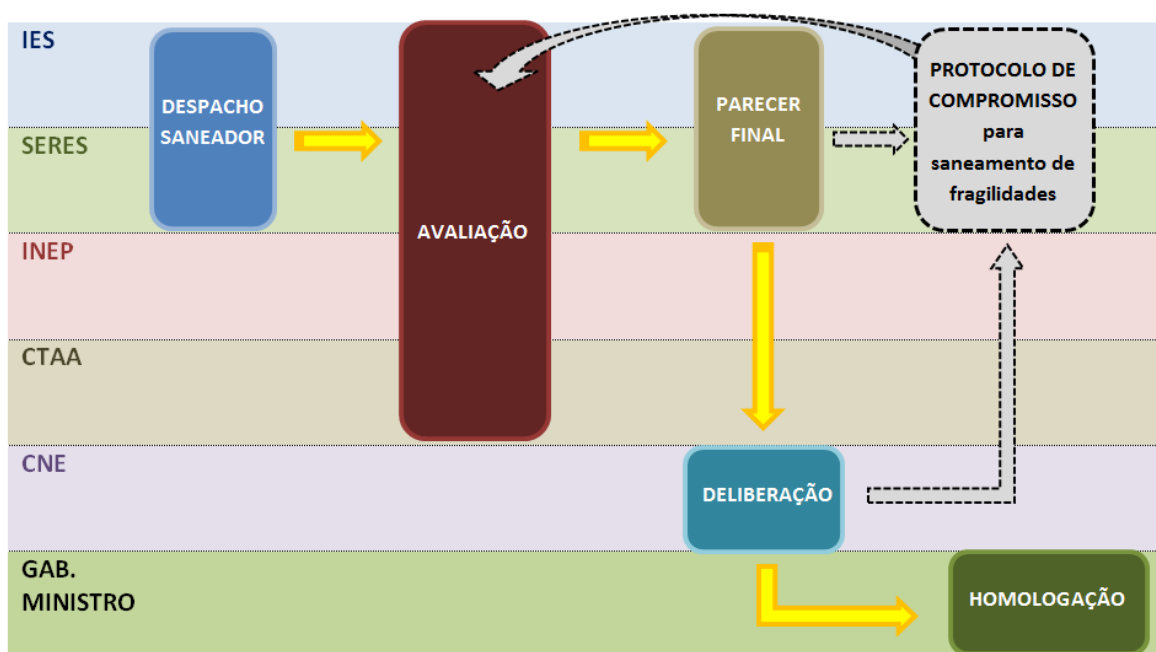 IES
DESPACHO
SANEADOR
PARECER
FINAL
PROTOCOLO DE
COMPROMISSO
para
saneamento de
fragilidades
SERES
AVALIAÇÃO
INEP
CTAA
CNE
DELIBERAÇÃO
GAB.
MINISTRO
HOMOLOGAÇÃO